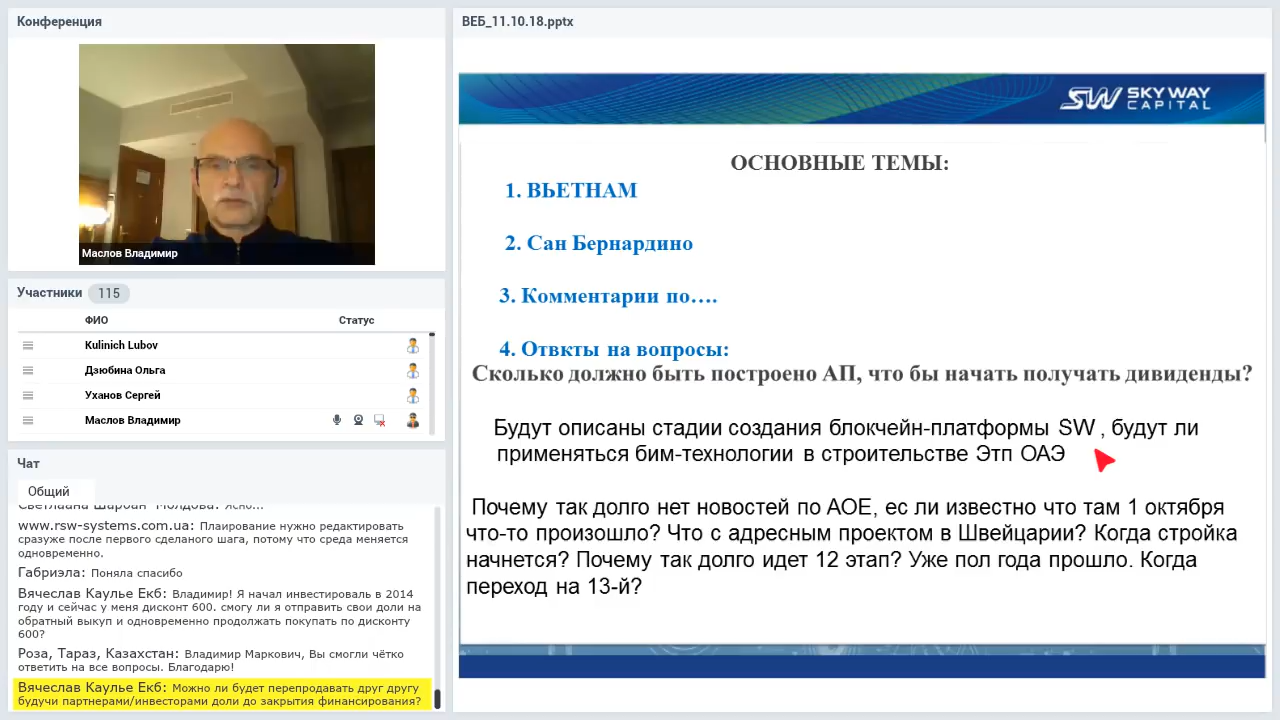 Конференция
Маслов Владимир
Участники 115
ФИО Статус
Kulinich Lubov
Дзюбина Ольга
Уханов Сергей
Маслов Владимир
Чат
Общий
www.rsw-systems.com.ua: Плаирование нужно редактировать
сразуже после первого сделаного шага, потому что среда меняется
одновременно.
Габриэла: Поняла спасибо
Вячеслав Каулье Екб: Владимир! Я начал инвестироваль в 2014
году и сейчас у меня дисконт 600. смогу ли я отправить свои доли на
обратный выкуп и одновременно продолжать покупать по дисконту
600?
Роза, Тараз, Казахстан: Владимир Маркович, Вы смогли чётко
ответить на все вопросы. Благодарю!
Вячеслав Каулье Екб: Можно ли будет перепродавать друг другу
будучи партнерами/инвесторами доли до закрытия финансирования?
ВЕБ_11.10.18.pptx
SW SKY WAY
CAPITAL
ОСНОВНЫЕ ТЕМЫ:
1. ВЬЕТНАМ
2. Сан Бернардино
3. Комментарии по….
4. Отвкты на вопросы:
Сколько должно быть построено АП, что бы начать получать дивиденды?
Будут описаны стадии создания блокчейн-платформы SW , будут ли
применяться бим-технологии в строительстве Этп ОАЭ
Почему так долго нет новостей по АОЕ, ес ли известно что там 1 октября
что-то произошло? Что с адресным проектом в Швейцарии? Когда стройка
начнется? Почему так долго идет 12 этап? Уже пол года прошло. Когда
переход на 13-й?